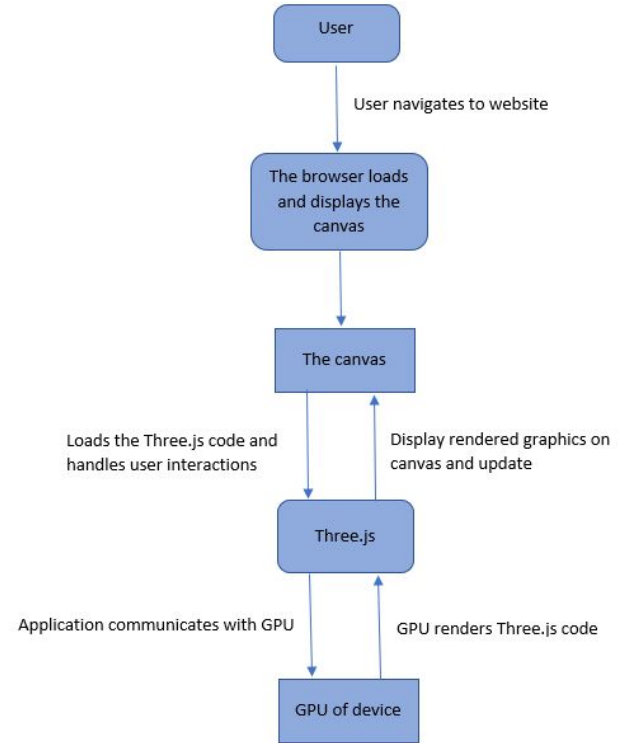 User
User navigates to website
The browser loads
and displays the
canvas
The canvas
Loads the Three.js code and
handles user interactions
Display rendered graphics on
canvas and update
Three.js
Application communicates with GPU
GPU renders Three.js code
GPU of device